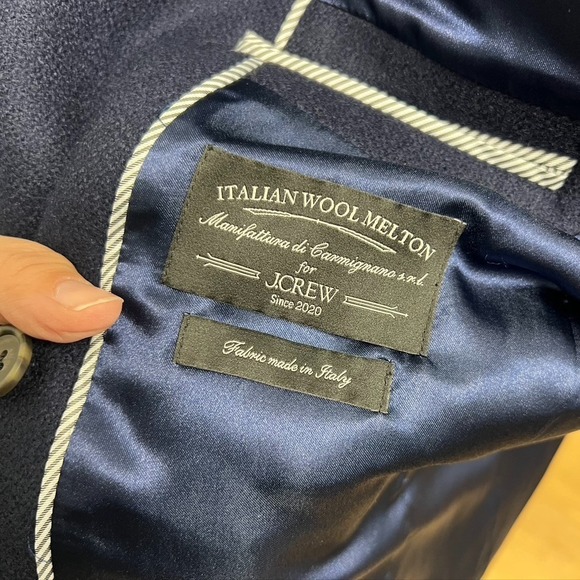 ITALIAN WOOL MELTON
Manifattura di Carmignano s.r.l.
for
J.CREW
Since 2020
Fabric made in Italy